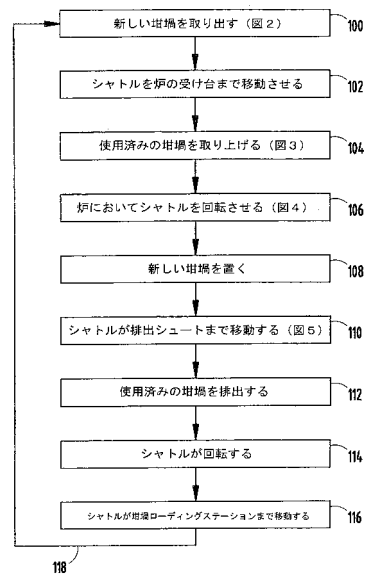 新しい坩堝を取り出す（図２）
100
シャトルを炉の受け台まで移動させる
102
使用済みの坩堝を取り上げる（図３）
104
炉においてシャトルを回転させる（図４）
106
新しい坩堝を置く
108
シャトルが排出シュートまで移動する（図５）
110
使用済みの坩堝を排出する
112
シャトルが回転する
114
シャトルが坩堝ローディングステーションまで移動する
116
118